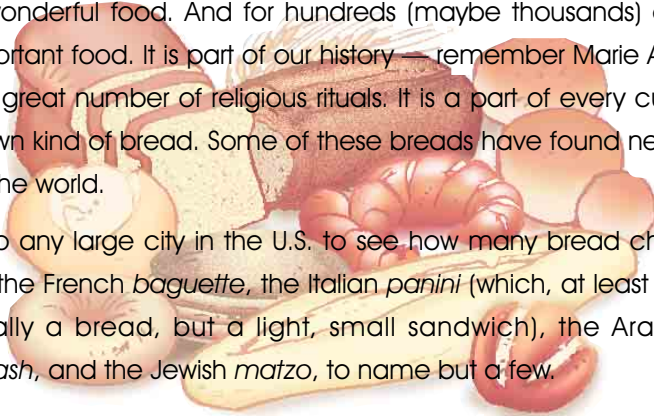 wonderful food. And for hundreds (maybe thousands)
ortant food. It is part of our history — remember Marie A
great number of religious rituals. It is a part of every cu
wn kind of bread. Some of these breads have found ne
he world.
o any large city in the U.S. to see how many bread ch
the French baguette, the Italian panini (which, at least
ally a bread, but a light, small sandwich), the Ara
ash, and the Jewish matzo, to name but a few.